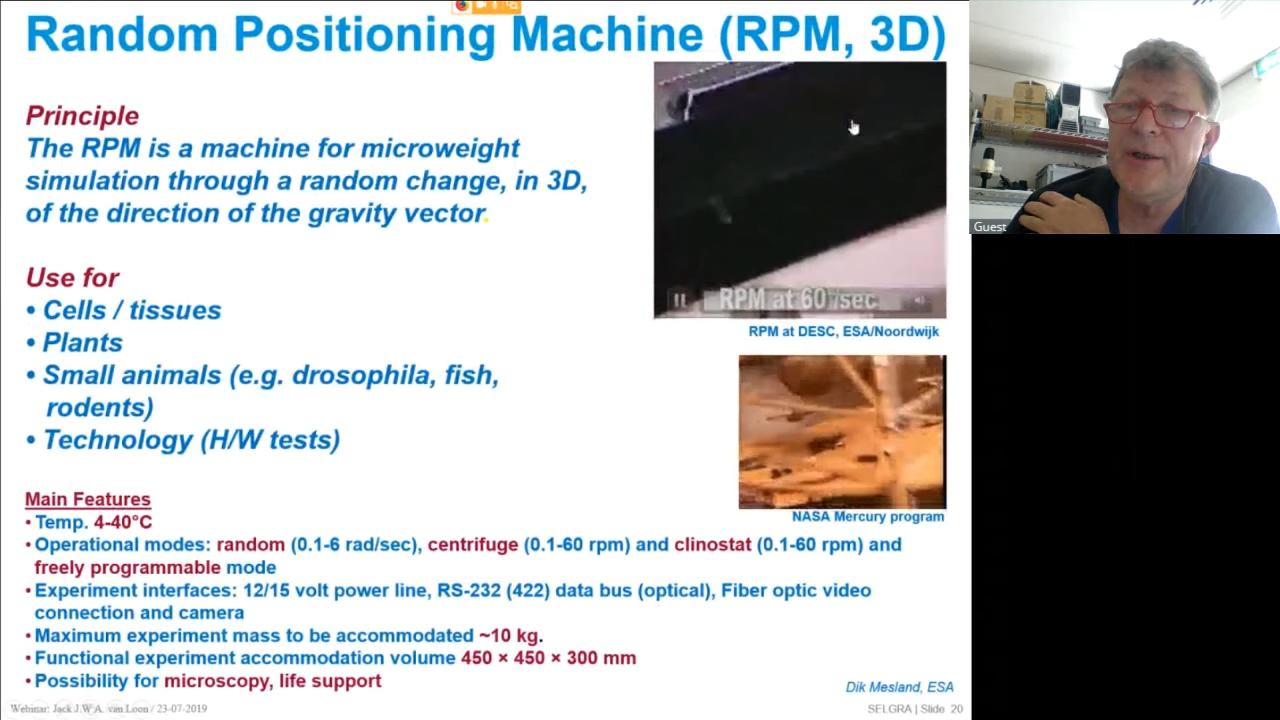 Random Positioning Machine (RPM, 3D)
Principle
The RPM is a machine for microweight
simulation through a random change, in 3D,
of the direction of the gravity vector.
Use for
• Cells / tissues
• Plants
• Small animals (e.g. drosophila, fish,
rodents)
• Technology (H/W tests)
RPM at 60°/sec
RPM at DESC, ESA/Noordwijk
NASA Mercury program
Main Features
• Temp. 4-40°C
• Operational modes: random (0.1-6 rad/sec), centrifuge (0.1-60 rpm) and clinostat (0.1-60 rpm) and
freely programmable mode
• Experiment interfaces: 12/15 volt power line, RS-232 (422) data bus (optical), Fiber optic video
connection and camera
• Maximum experiment mass to be accommodated ~10 kg.
• Functional experiment accommodation volume 450 × 450 × 300 mm
• Possibility for microscopy, life support
Dik Mesland, ESA
Webinar: Jack J.W.A. van Loon / 23-07-2019
SELGRA | Slide 20
Guest